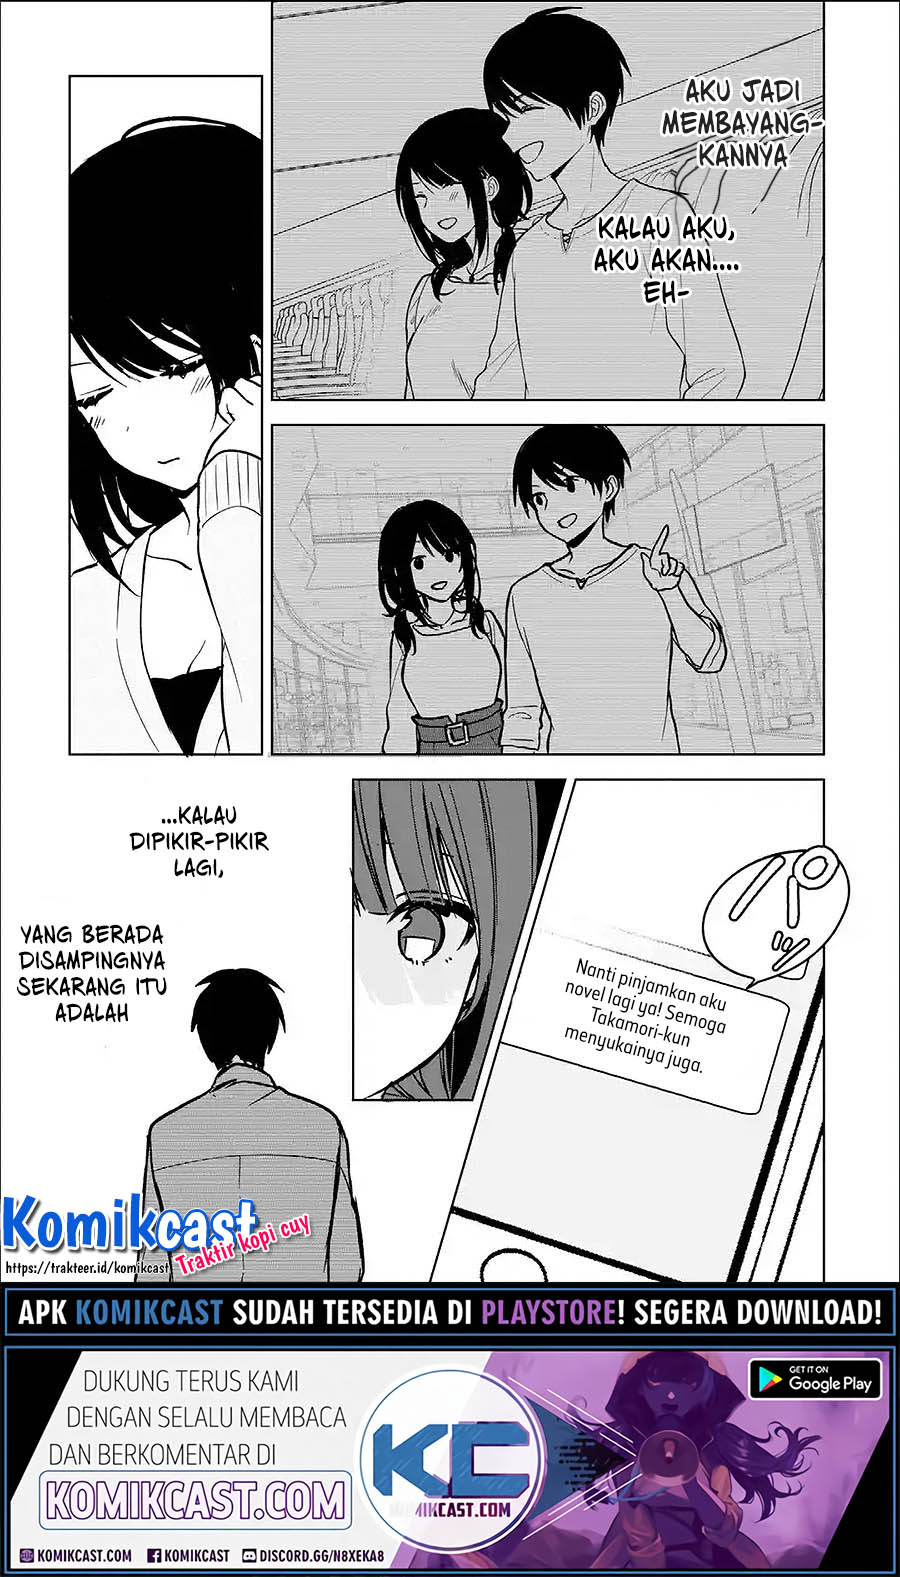 AKU JADI
MEMBAYANG-
KANNYA
KALAU AKU,
AKU AKAN....
EH-
パッ
Nanti pinjamkan aku
novel lagi ya! Semoga
Takamori-kun
menyukainya juga.
...KALAU
DIPIKIR-PIKIR
LAGI,
YANG BERADA
DISAMPINGNYA
SEKARANG ITU
ADALAH
Komikcast
Traktir kopi cuy
https://trakteer.id/komikcast
APK KOMIKCAST SUDAH TERSEDIA DI PLAYSTORE! SEGERA DOWNLOAD!
DUKUNG TERUS KAMI
DENGAN SELALU MEMBACA
DAN BERKOMENTAR DI
KOMIKCAST.COM
KOMIKCAST.COM KOMIKCAST DISCORD.GG/N8XEKA8
KC
KOMIKCAST.COM
GET IT ON
Google Play